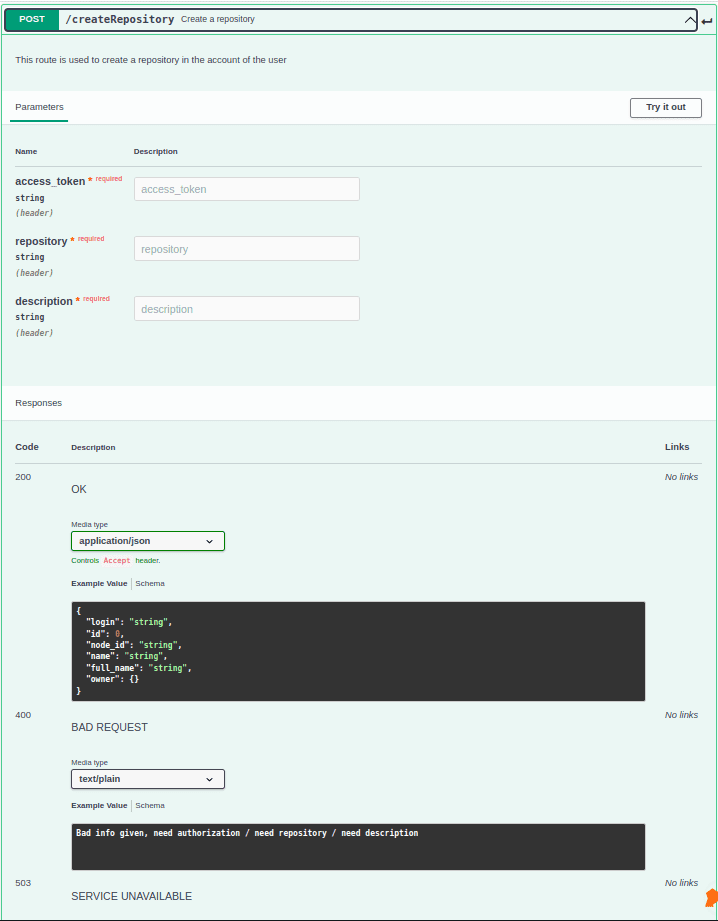 POST /createRepository Create a repository
This route is used to create a repository in the account of the user
Parameters Try it out
Name Description
access_token * required access_token
string
(header)
repository * required repository
string
(header)
description * required description
string
(header)
Responses
Code Description Links
200 No links
OK
Media type
application/json
Controls Accept header.
Example Value Schema
{
"login": "string",
"id": 0,
"node_id": "string",
"name": "string",
"full_name": "string",
"owner": {}
}
400 No links
BAD REQUEST
Media type
text/plain
Example Value Schema
Bad info given, need authorization / need repository / need description
503 No links
SERVICE UNAVAILABLE